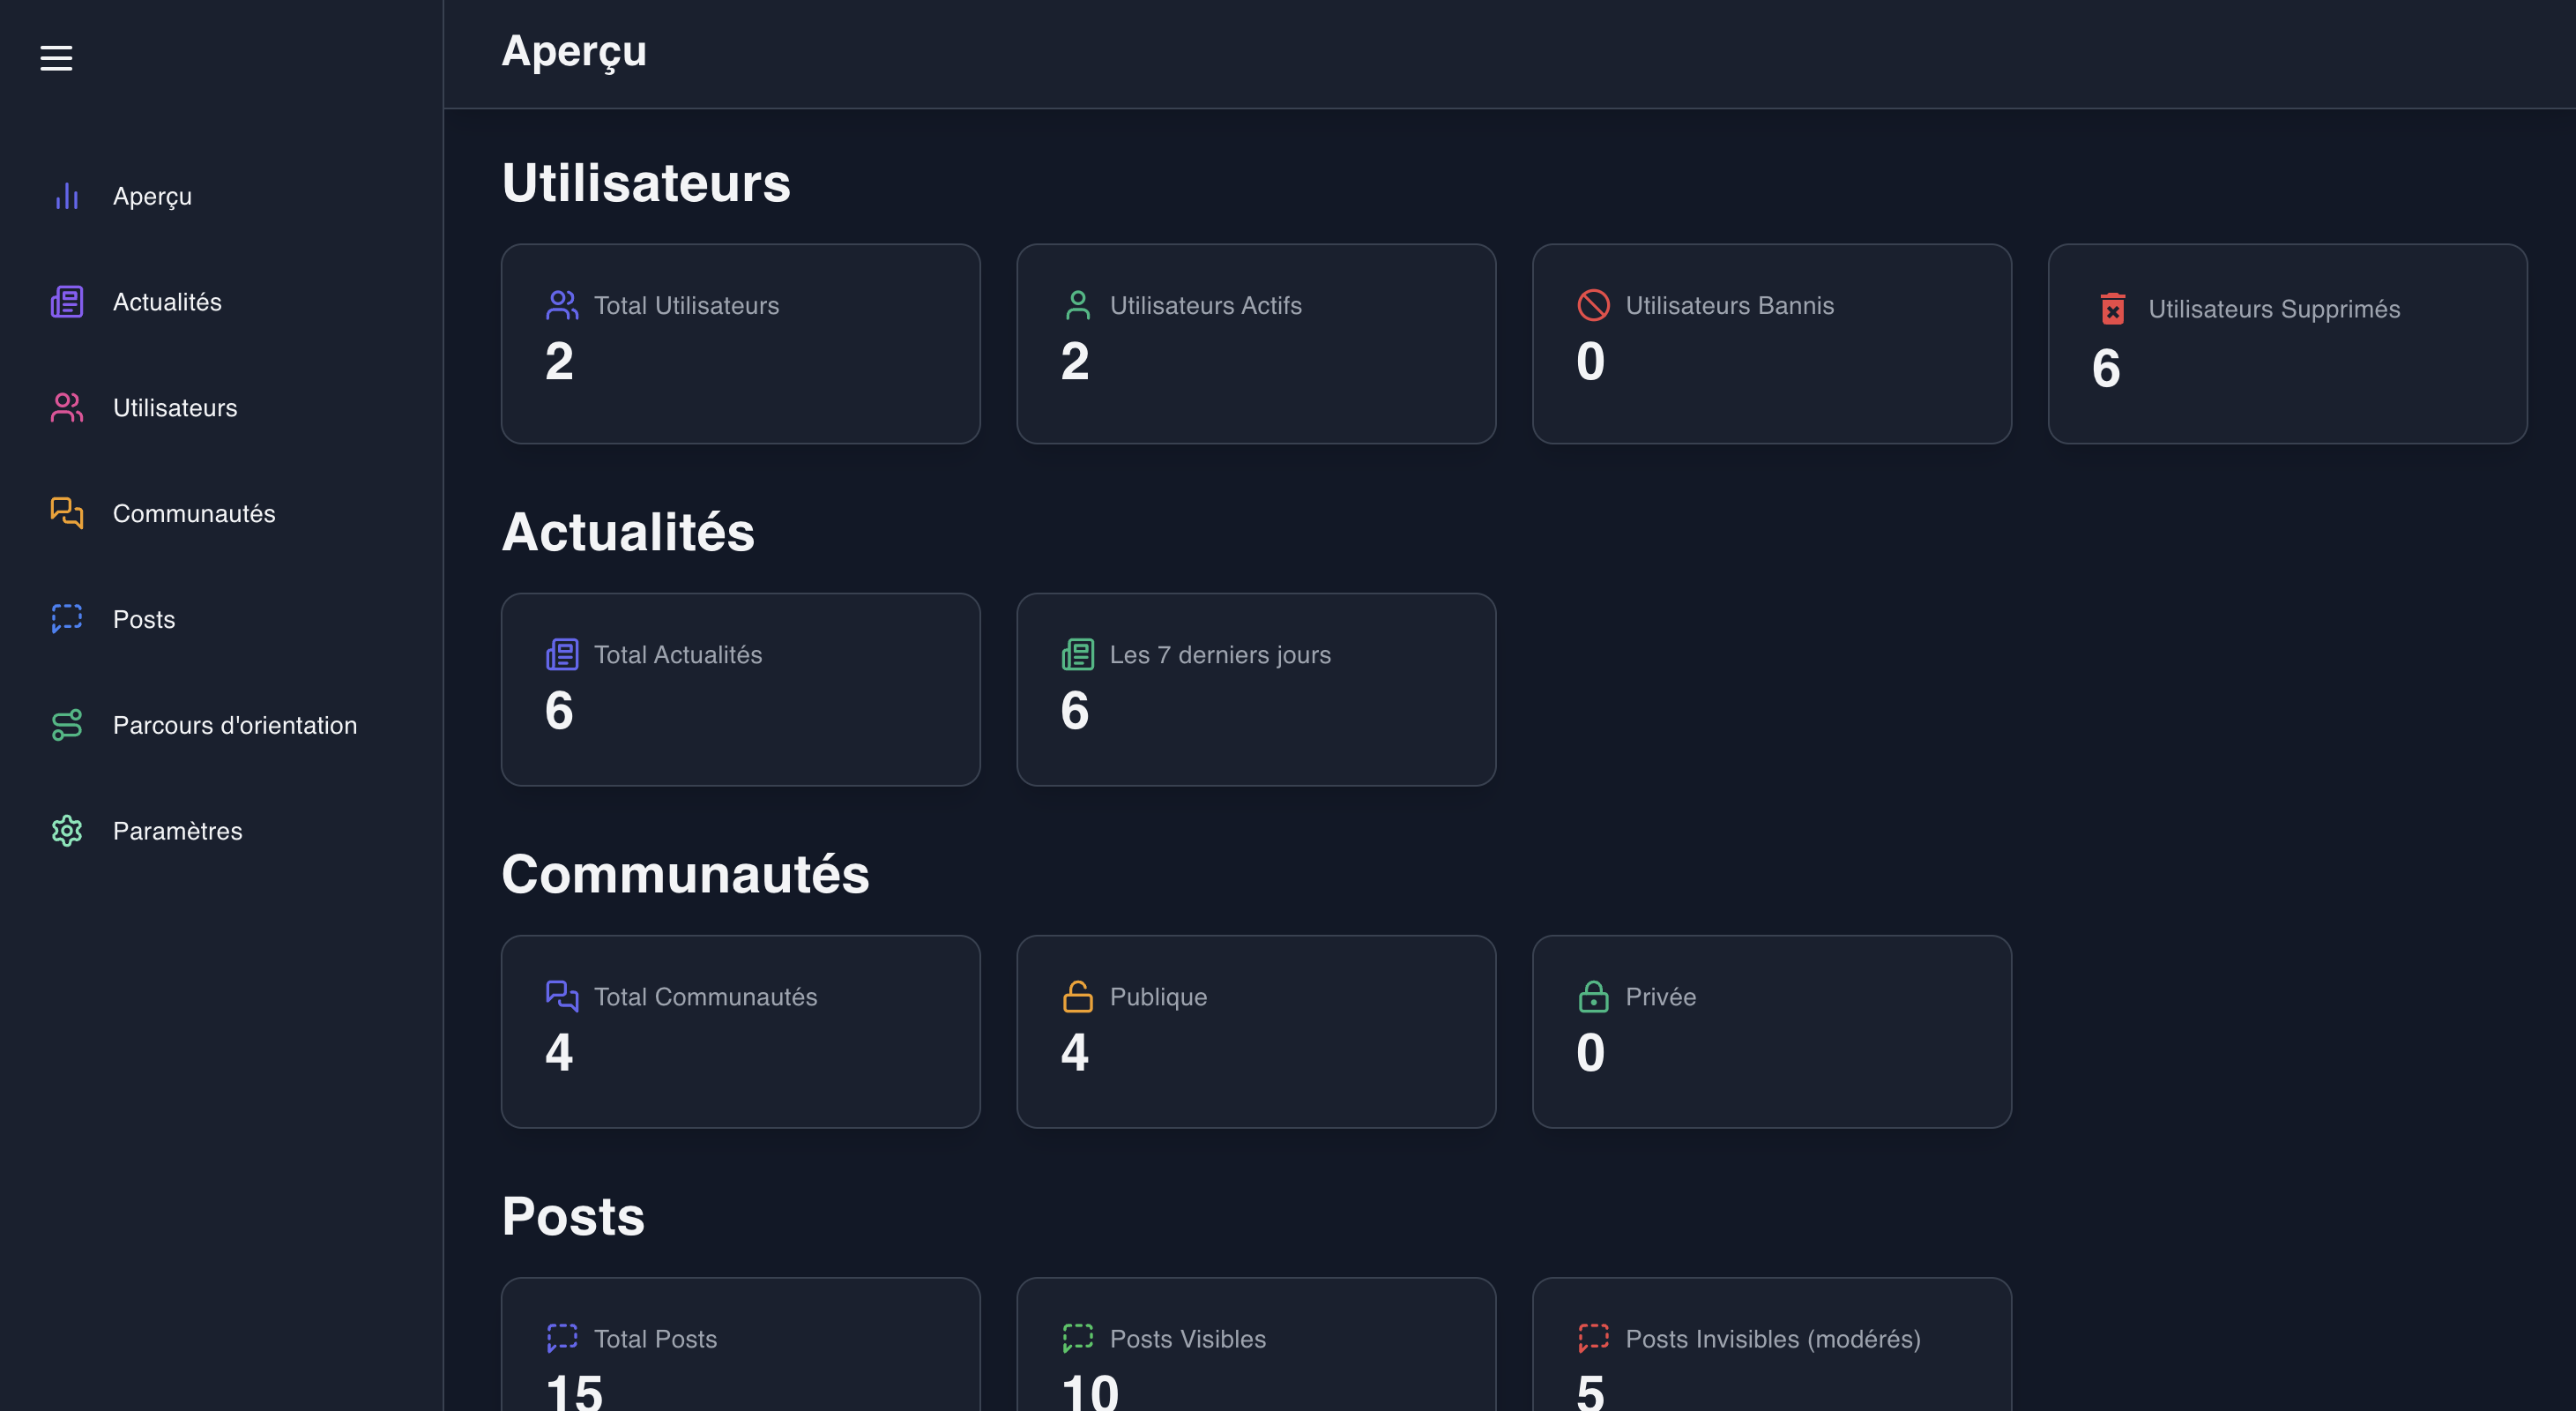 Aperçu
Aperçu
Actualités
Utilisateurs
Communautés
Posts
Parcours d'orientation
Paramètres
Utilisateurs
Total Utilisateurs
2
Utilisateurs Actifs
2
Utilisateurs Bannis
0
Utilisateurs Supprimés
6
Actualités
Total Actualités
6
Les 7 derniers jours
6
Communautés
Total Communautés
4
Publique
4
Privée
0
Posts
Total Posts
15
Posts Visibles
10
Posts Invisibles (modérés)
5